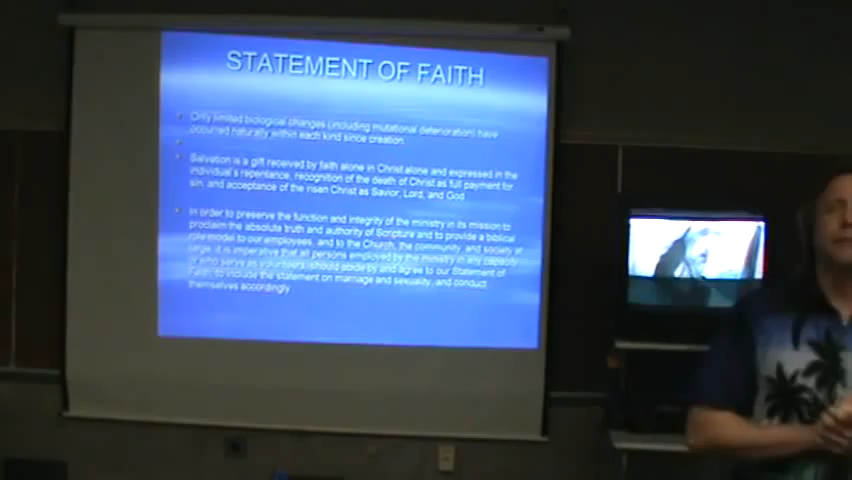 STATEMENT OF FAITH
Only limited biological changes (including mutational deterioration) have
occurred naturally within each kind since creation.
Salvation is a gift received by faith alone in Christ alone and expressed in the
individual's repentance, recognition of the death of Christ as full payment for
sin, and acceptance of the risen Christ as Savior, Lord, and God.
In order to preserve the function and integrity of the ministry in its mission to
proclaim the absolute truth and authority of Scripture and to provide a biblical
role model to our employees, and to the Church, the community, and society at
large, it is imperative that all persons employed by the ministry in any capacity,
or who serve as volunteers, should abide by and agree to our Statement of
Faith, to include the statement on marriage and sexuality, and conduct
themselves accordingly.